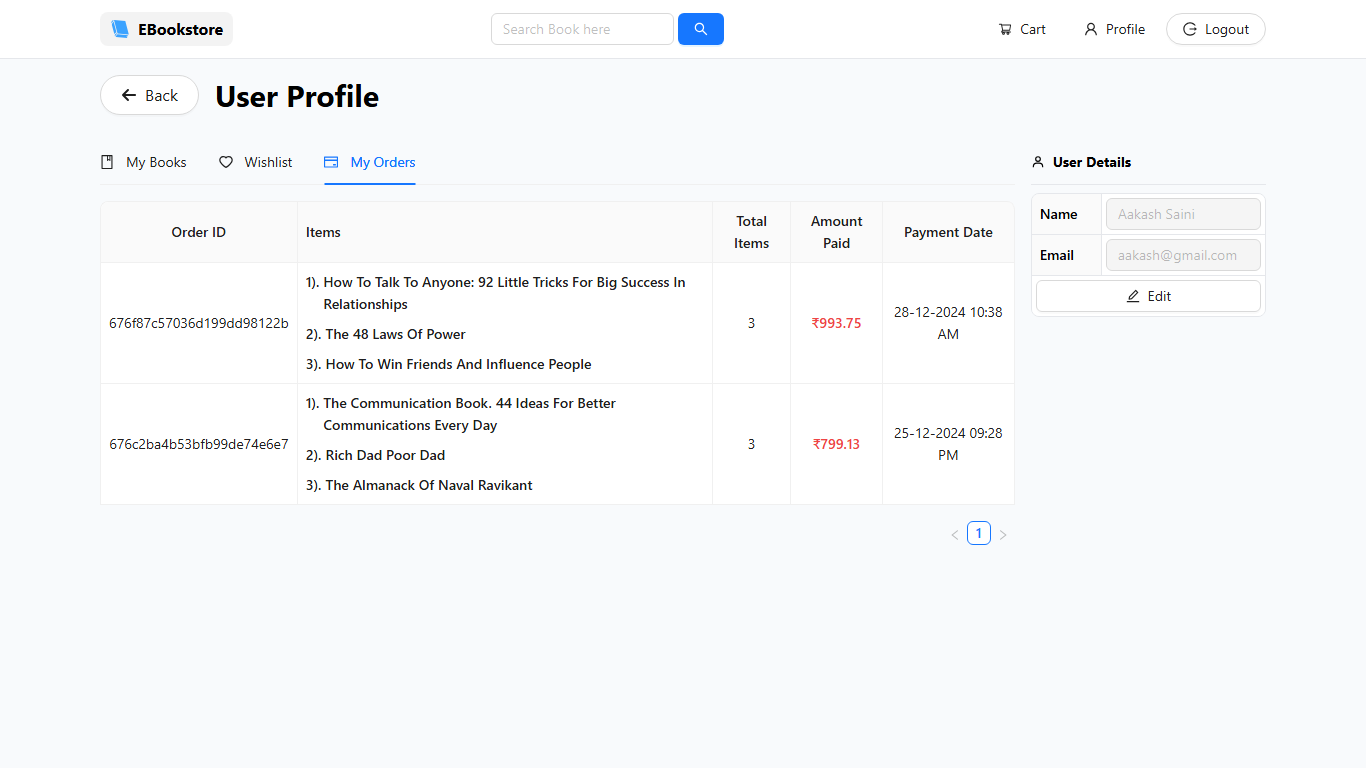 EBookstore
Search Book here
Cart
Profile
Logout
Back
User Profile
My Books
Wishlist
My Orders
User Details
Order ID
Items
Total
Items
Amount
Paid
Payment Date
676f87c57036d199dd98122b
1). How To Talk To Anyone: 92 Little Tricks For Big Success In
Relationships
2). The 48 Laws Of Power
3). How To Win Friends And Influence People
3
₹993.75
28-12-2024 10:38
AM
676c2ba4b53bfb99de74e6e7
1). The Communication Book. 44 Ideas For Better
Communications Every Day
2). Rich Dad Poor Dad
3). The Almanack Of Naval Ravikant
3
₹799.13
25-12-2024 09:28
PM
1
Name
Aakash Saini
Email
aakash@gmail.com
Edit